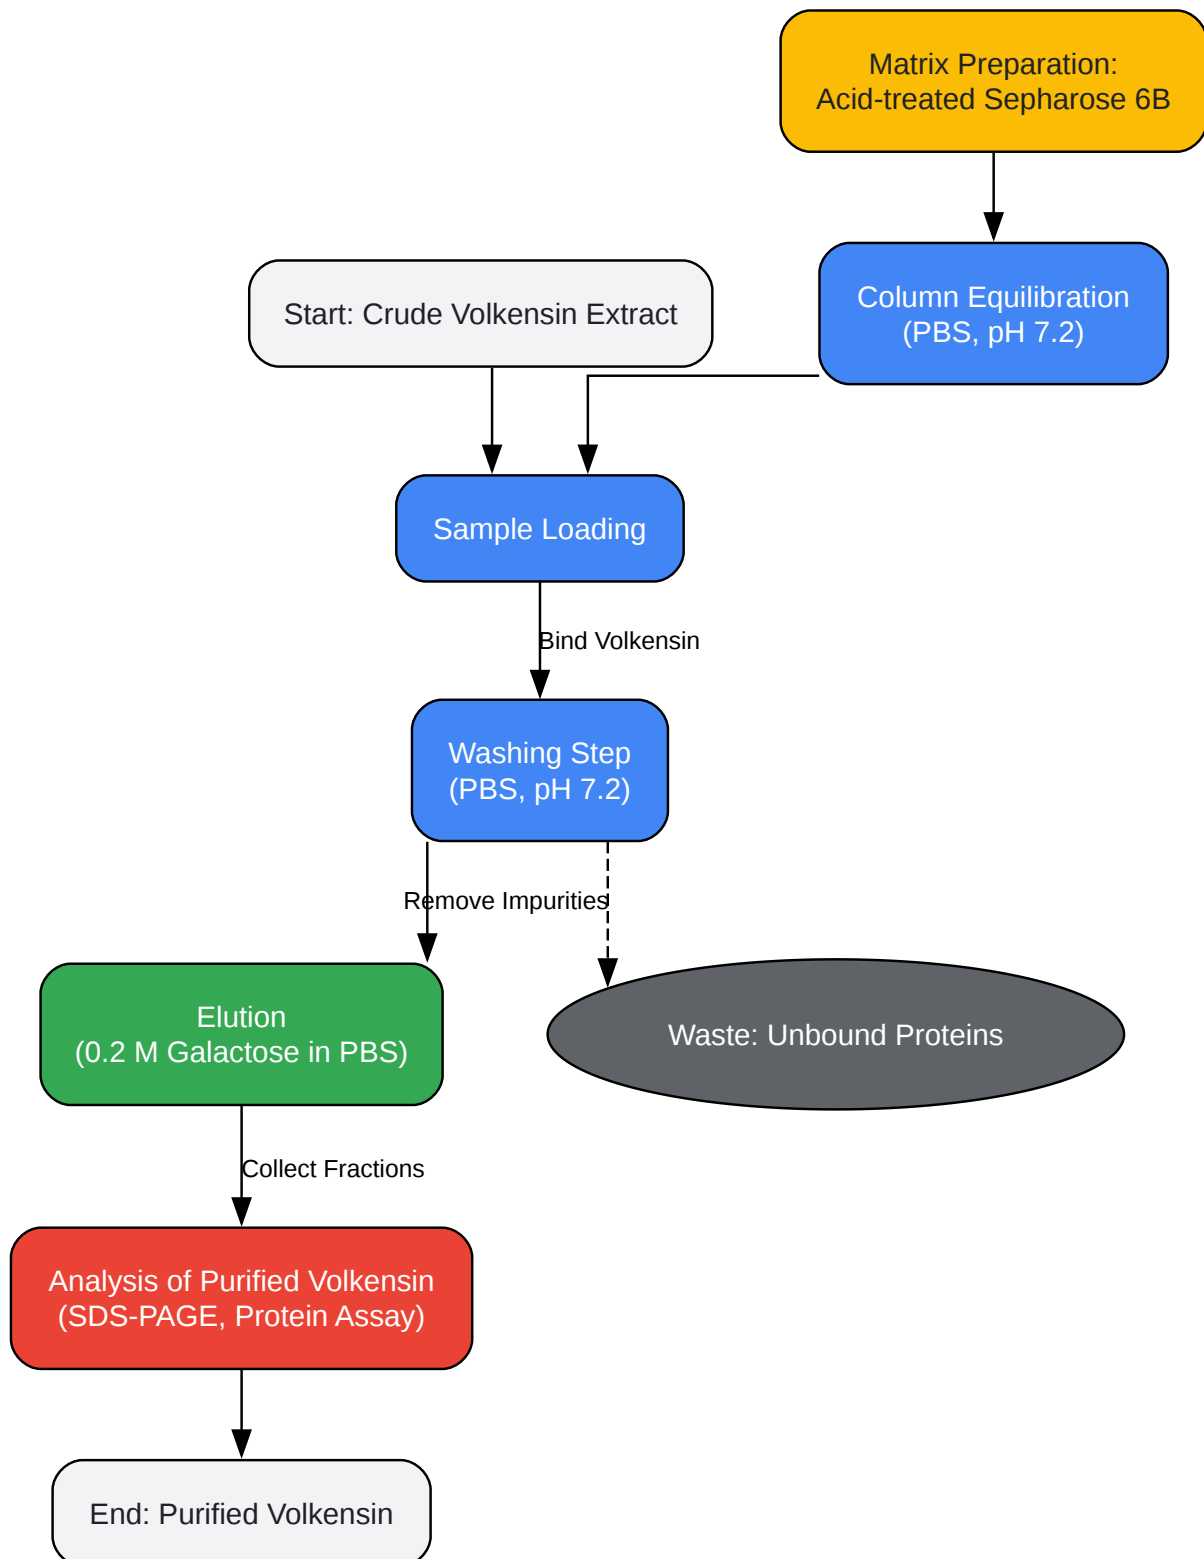 Matrix Preparation:
Acid-treated Sepharose 6B
Column Equilibration
(PBS, pH 7.2)
Start: Crude Volkensin Extract
Sample Loading
Bind Volkensin
Washing Step
(PBS, pH 7.2)
Remove Impurities
Elution
(0.2 M Galactose in PBS)
Waste: Unbound Proteins
Collect Fractions
Analysis of Purified Volkensin
(SDS-PAGE, Protein Assay)
End: Purified Volkensin